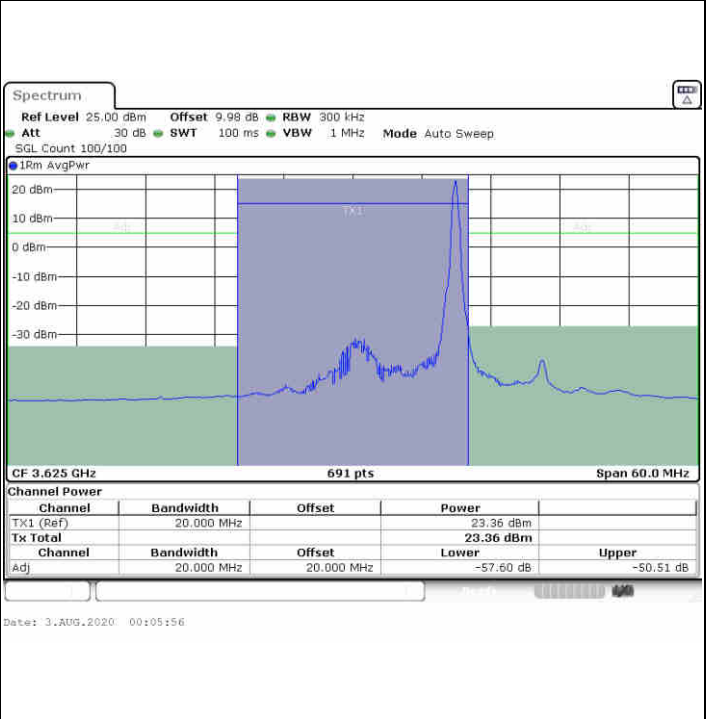 Spectrum
Ref Level 25.00 dBm Offset 9.98 dB RBW 300 kHz
Att 30 dB SWT 100 ms VBW 1 MHz Mode Auto Sweep
SGL Count 100/100
1Rm AvgPwr
20 dBm
TX1
10 dBm
Adj Adj
0 dBm
-10 dBm
-20 dBm
-30 dBm
CF 3.625 GHz 691 pts Span 60.0 MHz
Channel Power
Channel Bandwidth Offset Power
TX1 (Ref) 20.000 MHz 23.36 dBm
Tx Total 23.36 dBm
Channel Bandwidth Offset Lower Upper
Adj 20.000 MHz 20.000 MHz -57.60 dB -50.51 dB
Date: 3.AUG.2020 00:05:56